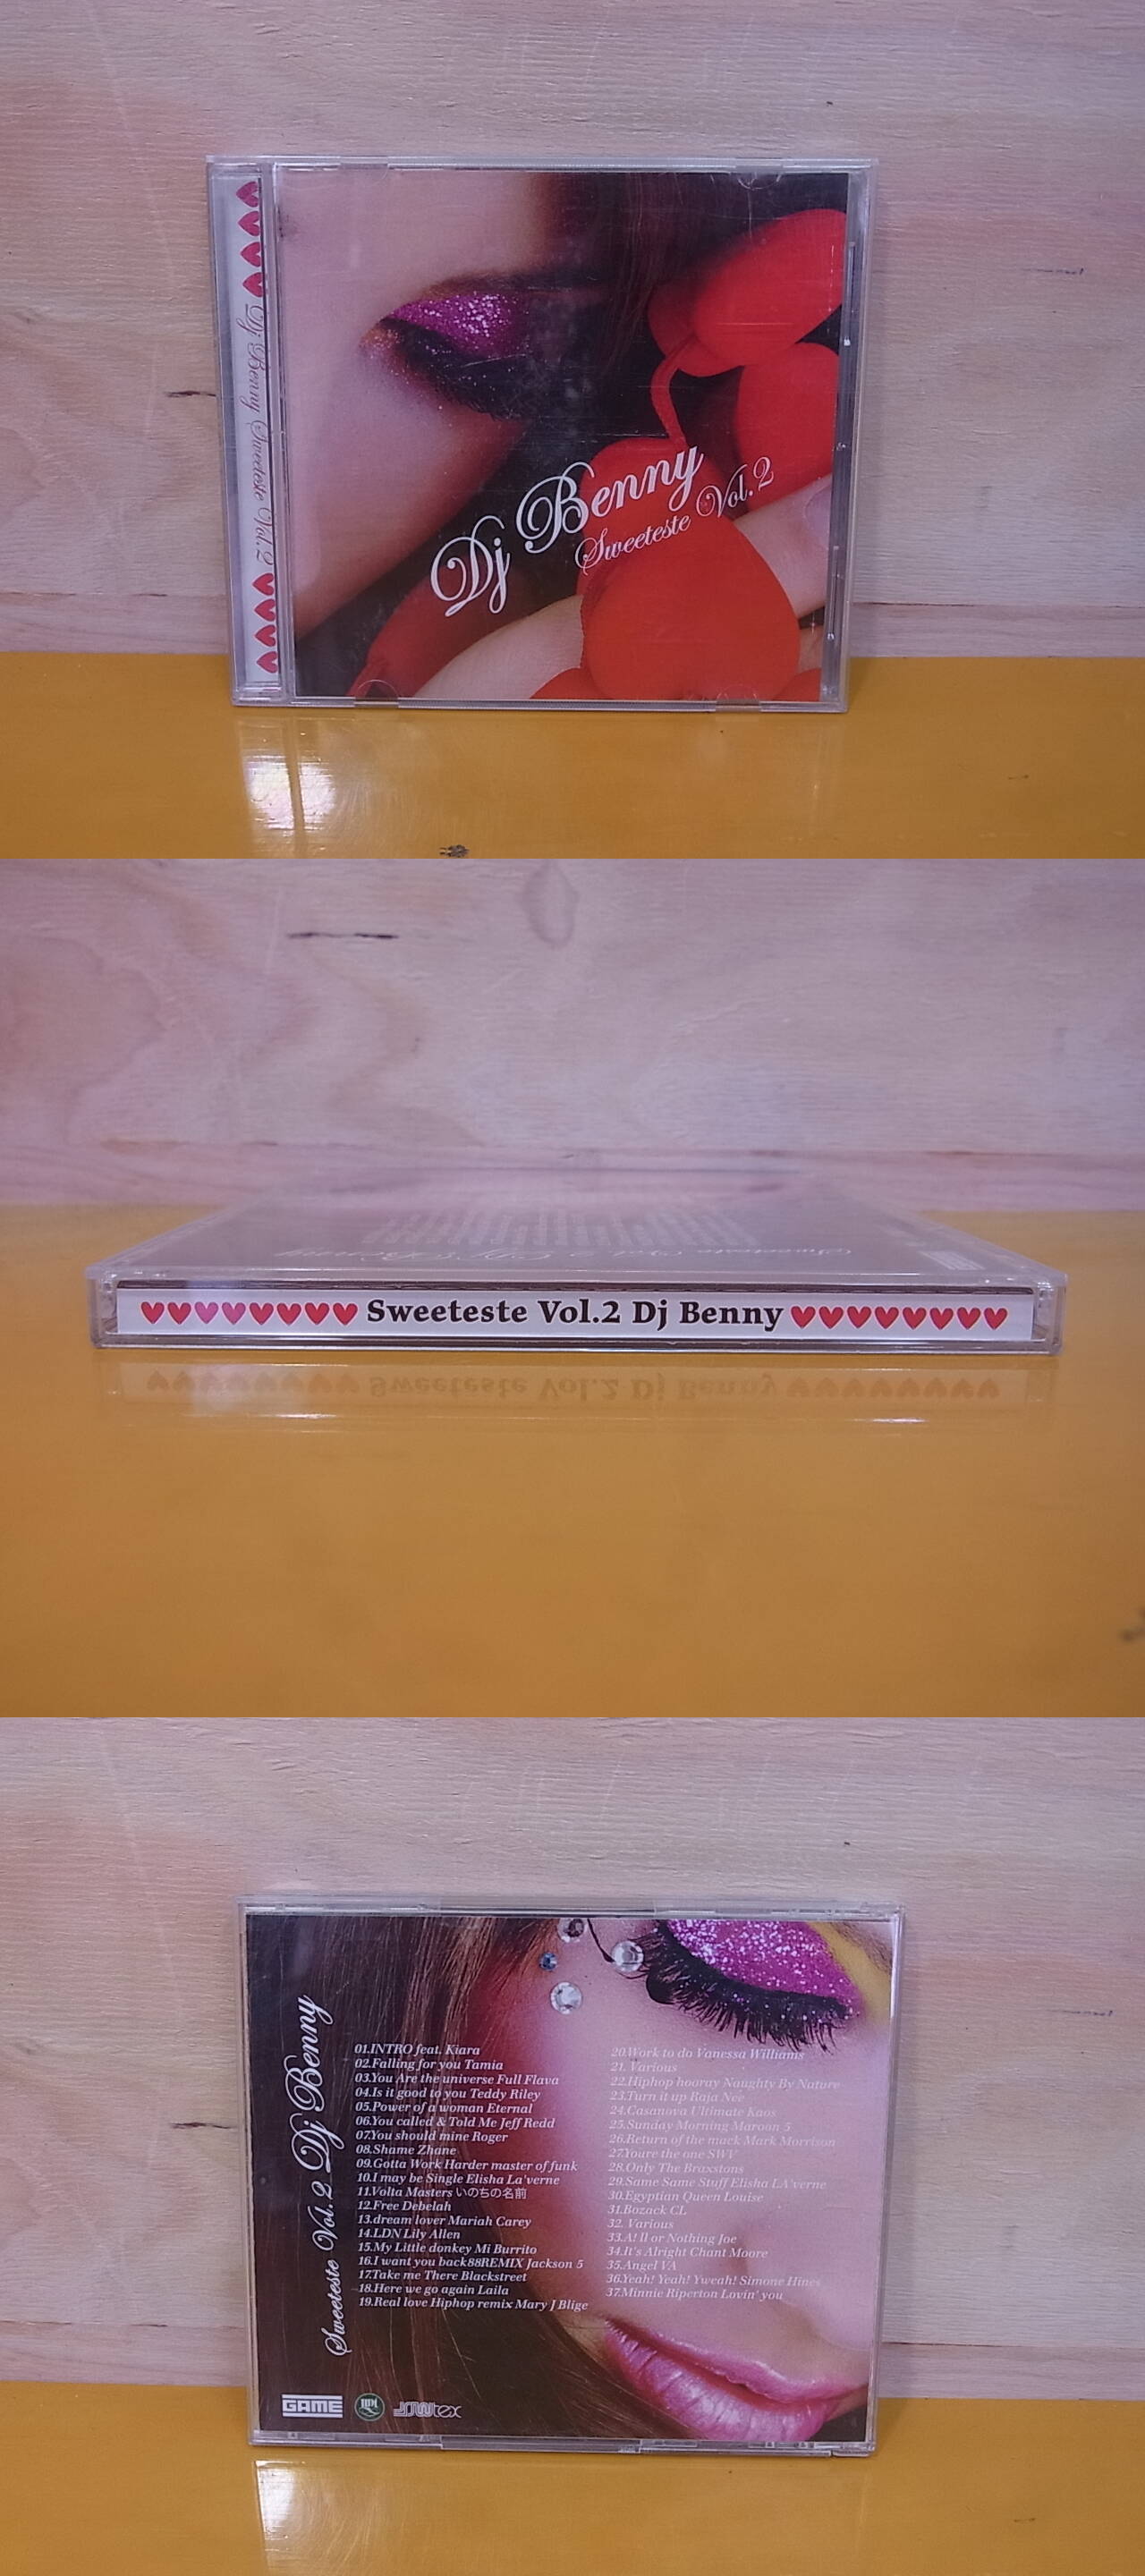 Dj Benny Sweeteste Vol.2
Dj Benny
Sweeteste Vol.2
Sweeteste Vol.2 Dj Benny
Sweeteste Vol.2 Dj Benny
01.INTRO feat. Kiara
02.Falling for you Tamia
03.You Are the universe Full Flava
04.Is it good to you Teddy Riley
05.Power of a woman Eternal
06.You called & Told Me Jeff Redd
07.You should mine Roger
08.Shame Zhane
09.Gotta Work Harder master of funk
10.I may be Single Elisha La'verne
11.Volta Masters いのちの名前
12.Free Debelah
13.dream lover Mariah Carey
14.LDN Lily Allen
15.My Little donkey Mi Burrito
16.I want you back88REMIX Jackson 5
17.Take me There Blackstreet
18.Here we go again Laila
19.Real love Hiphop remix Mary J Blige
20.Work to do Vanessa Williams
21. Various
22.Hiphop hooray Naughty By Nature
23.Turn it up Raja Nee
24.Casanova Ultimate Kaos
25.Sunday Morning Maroon 5
26.Return of the mack Mark Morrison
27.Youre the one SWV
28.Only The Braxstons
29.Same Same Stuff Elisha LA'verne
30.Egyptian Queen Louise
31.Bozack CL
32. Various
33.A! ll or Nothing Joe
34.It's Alright Chant Moore
35.Angel VA
36.Yeah! Yeah! Yweah! Simone Hines
37.Minnie Riperton Lovin' you
GAME